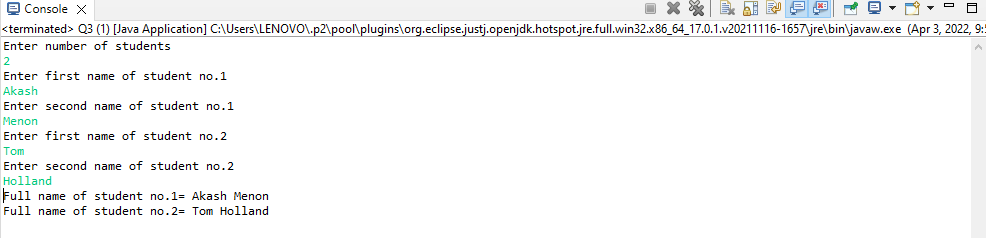 Console
<terminated> Q3 (1) [Java Application] C:\Users\LENOVO\.p2\pool\plugins\org.eclipse.justj.openjdk.hotspot.jre.full.win32.x86_64_17.0.1.v20211116-1657\jre\bin\javaw.exe (Apr 3, 2022, 9:5
Enter number of students
2
Enter first name of student no.1
Akash
Enter second name of student no.1
Menon
Enter first name of student no.2
Tom
Enter second name of student no.2
Holland
Full name of student no.1= Akash Menon
Full name of student no.2= Tom Holland